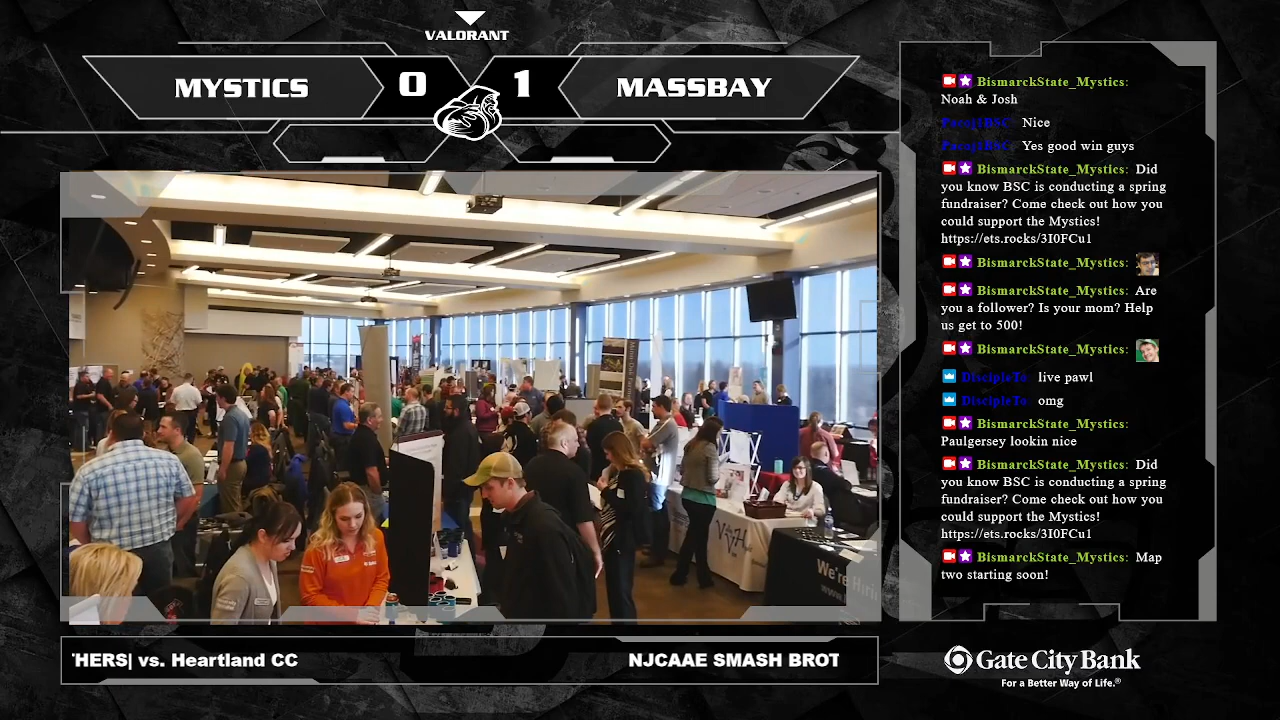 VALORANT
MYSTICS 0 1 MASSBAY
BismarckState_Mystics:
Noah & Josh
Nice
Yes good win guys
BismarckState_Mystics: Did
you know BSC is conducting a spring
fundraiser? Come check out how you
could support the Mystics!
https://ets.rocks/3I0FCu1
BismarckState_Mystics:
BismarckState_Mystics: Are
you a follower? Is your mom? Help
us get to 500!
BismarckState_Mystics:
DiscipleTo live pawl
DiscipleTo omg
BismarckState_Mystics:
Paulgersey lookin nice
BismarckState_Mystics: Did
you know BSC is conducting a spring
fundraiser? Come check out how you
could support the Mystics!
https://ets.rocks/3I0FCu1
BismarckState_Mystics: Map
two starting soon!
We're Hiring
'HERS| vs. Heartland CC NJCAAE SMASH BROT
Gate City Bank
For a Better Way of Life.®